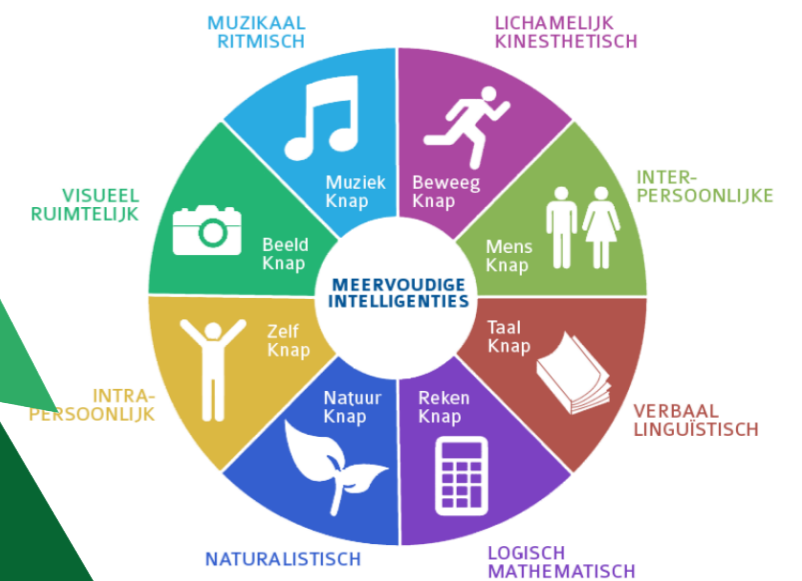 MUZIKAAL
RITMISCH
LICHAMELIJK
KINESTHETISCH
Muziek
Knap
Beweeg
Knap
INTER-
PERSOONLIJKE
VISUEEL
RUIMTELIJK
Beeld
Knap
Mens
Knap
MEERVOUDIGE
INTELLIGENTIES
Zelf
Knap
Taal
Knap
INTRA-
PERSOONLIJK
Natuur
Knap
Reken
Knap
VERBAAL
LINGUÏSTISCH
NATURALISTISCH
LOGISCH
MATHEMATISCH